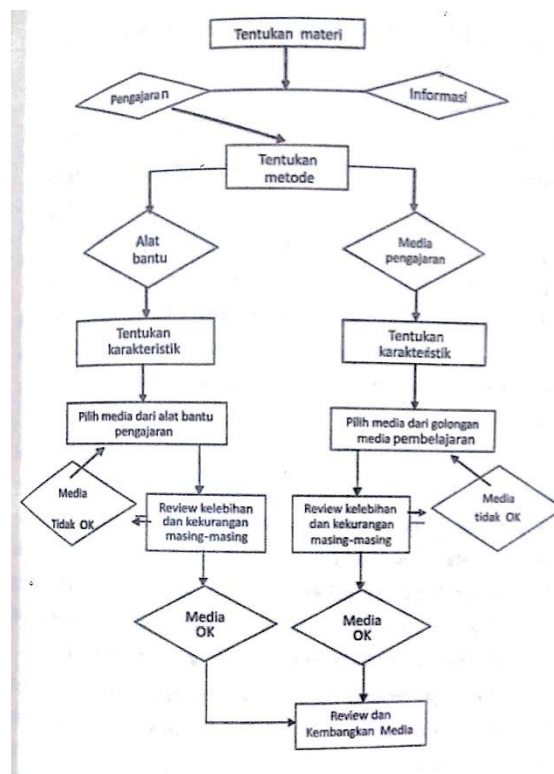 Tentukan materi
Pengajaran
Informasi
Tentukan
metode
Alat
bantu
Media
pengajaran
Tentukan
karakteristik
Tentukan
karakteristik
Pilih media dari alat bantu
pengajaran
Pilih media dari golongan
media pembelajaran
Media
Tidak OK
Review kelebihan
dan kekurangan
masing-masing
Review kelebihan
dan kekurangan
masing-masing
Media
tidak OK
Media
OK
Media
OK
Review dan
Kembangkan Media